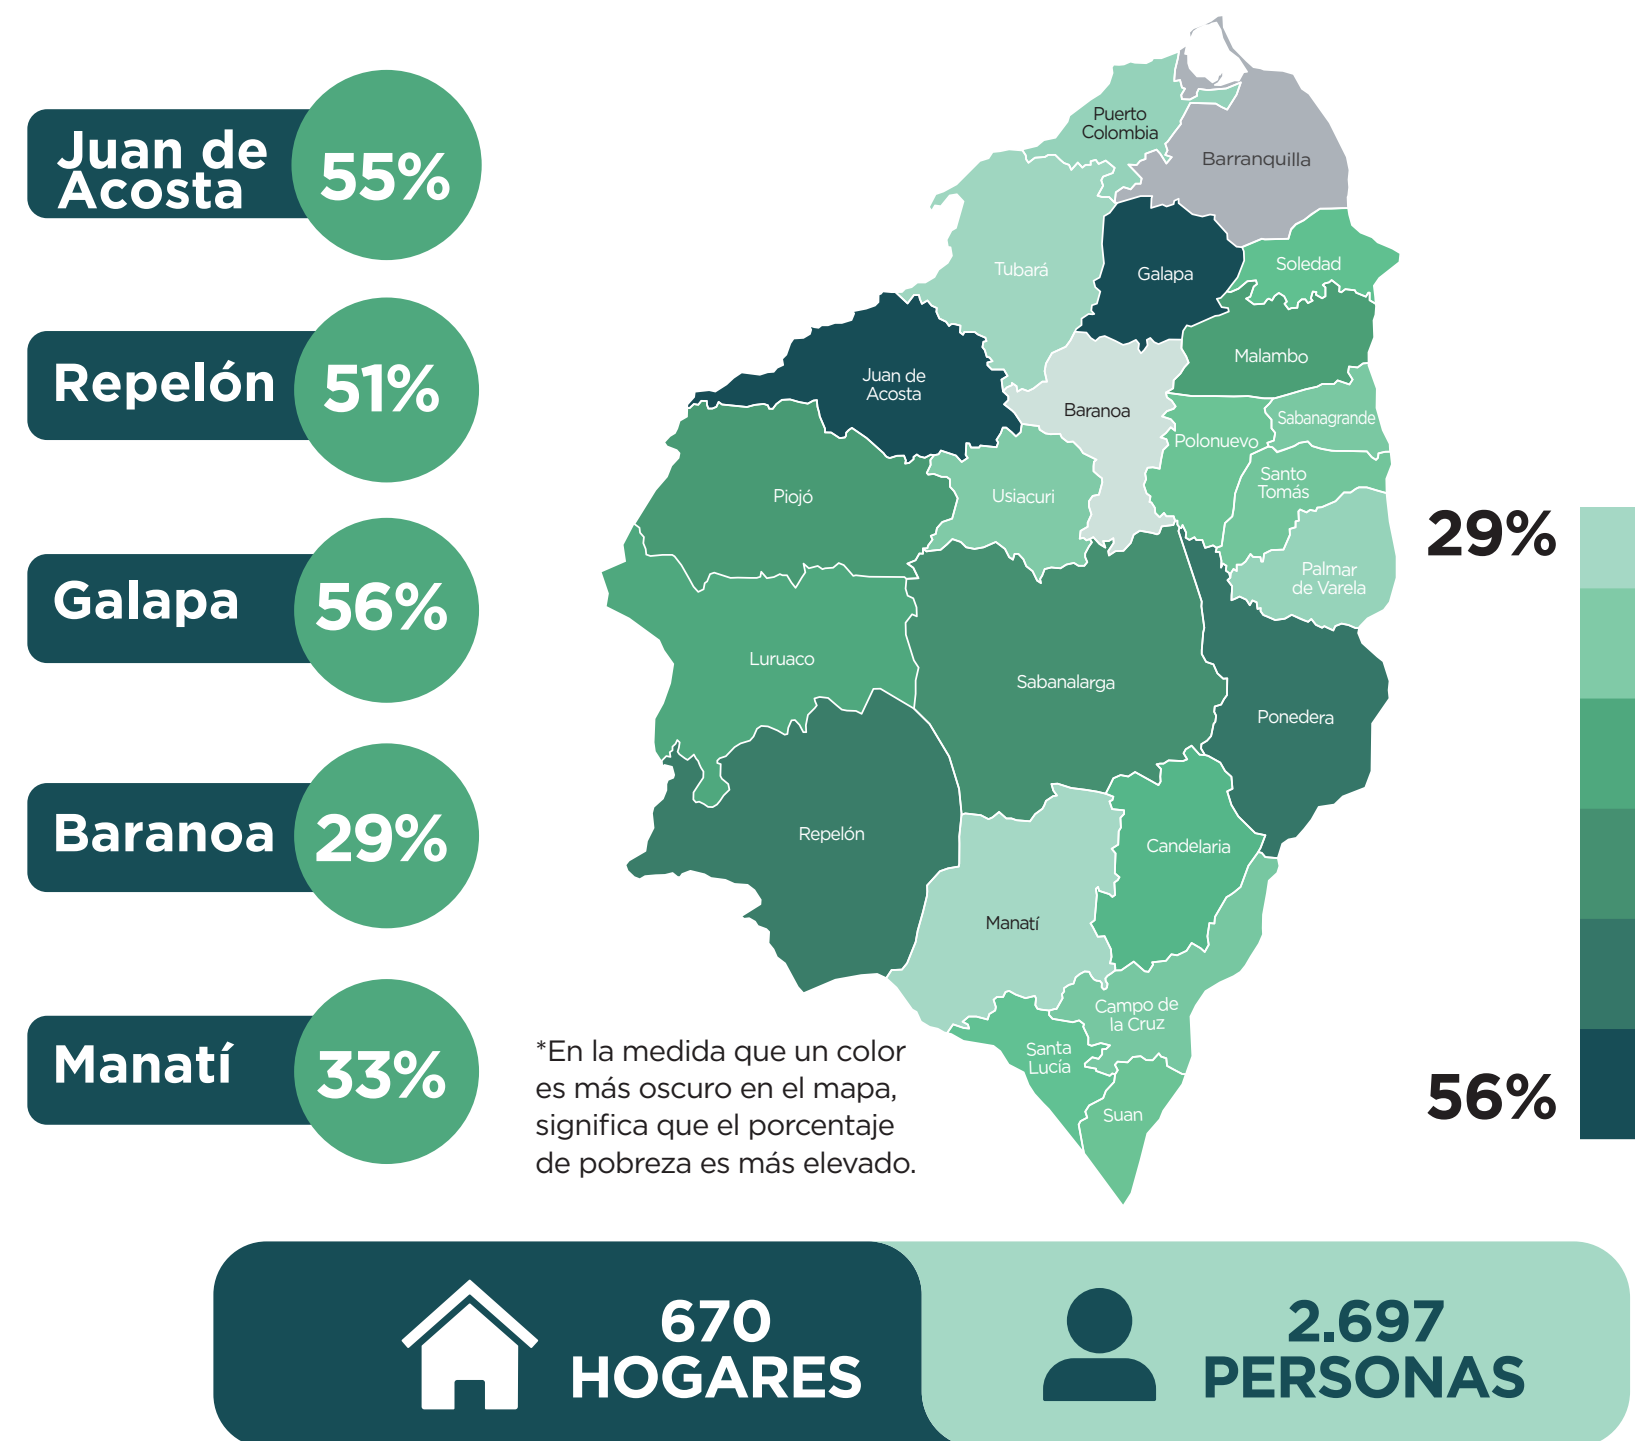 Juan de
Acosta
55%
Repelón
51%
Galapa
56%
Baranoa
29%
Manatí
33%
Puerto
Colombia
Barranquilla
Tubará
Galapa
Soledad
Juan de
Acosta
Malambo
Baranoa
Sabanagrande
Polonuevo
Piojó
Usiacuri
Santo
Tomás
Palmar
de Varela
Luruaco
Sabanalarga
Ponedera
Repelón
Candelaria
Manatí
Campo de
la Cruz
Santa
Lucía
Suan
29%
56%
*En la medida que un color
es más oscuro en el mapa,
significa que el porcentaje
de pobreza es más elevado.
670
HOGARES
2.697
PERSONAS